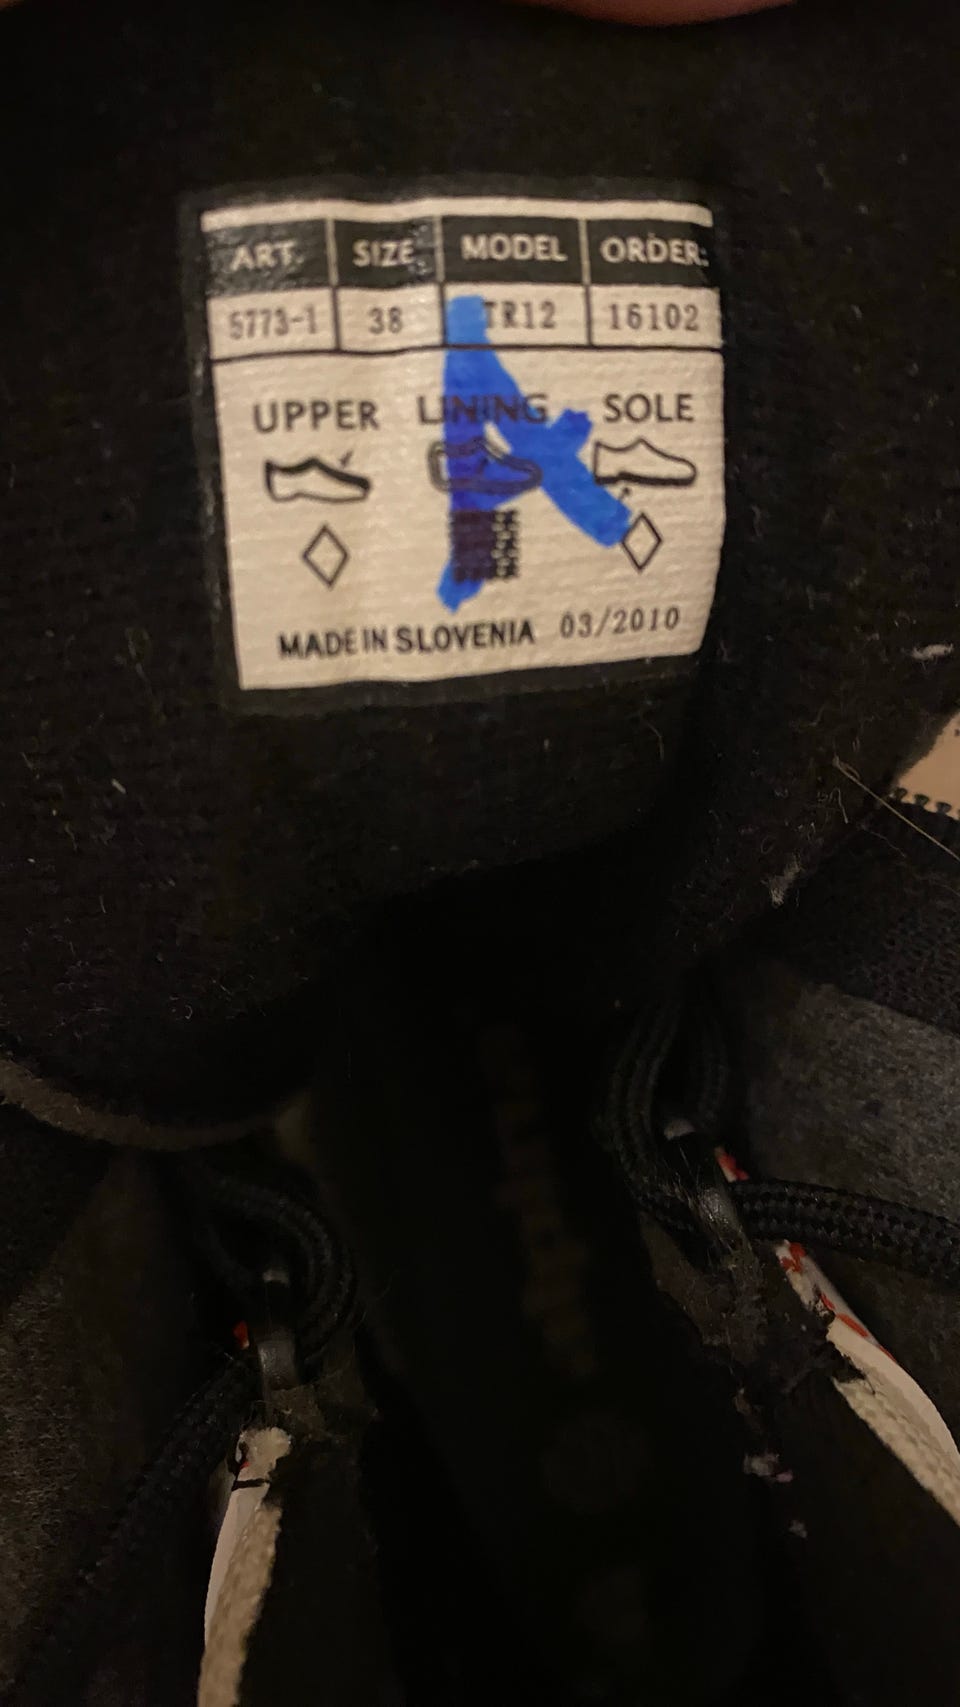 ART. SIZE MODEL ORDER:
5773-1 38 TR12 16102
UPPER LINING SOLE
MADE IN SLOVENIA 03/2010